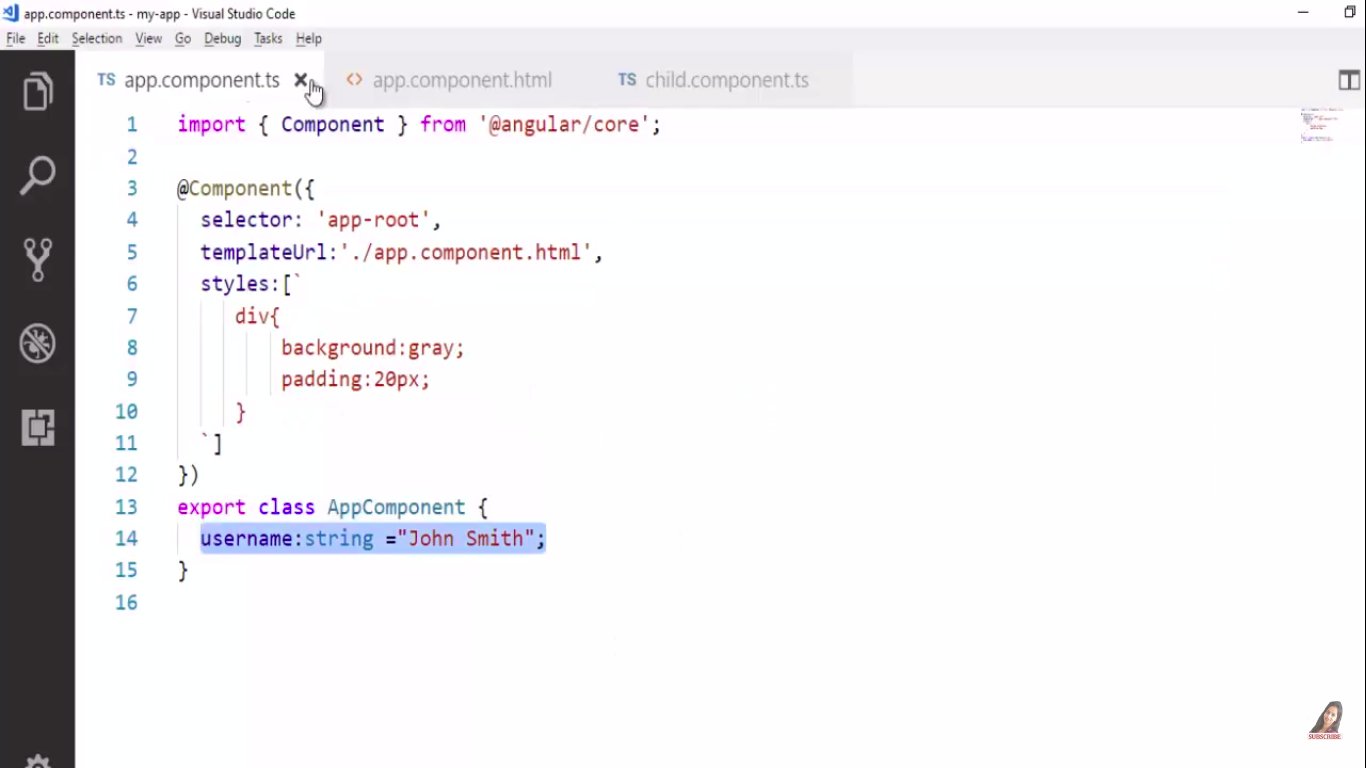 app.component.ts - my-app - Visual Studio Code
File Edit Selection View Go Debug Tasks Help
TS app.component.ts <> app.component.html TS child.component.ts
1 import { Component } from '@angular/core';
2
3 @Component({
4 selector: 'app-root',
5 templateUrl:'./app.component.html',
6 styles:[`
7 div{
8 background:gray;
9 padding:20px;
10 }
11 `]
12 })
13 export class AppComponent {
14 username:string ="John Smith";
15 }
16
SUBSCRIBE